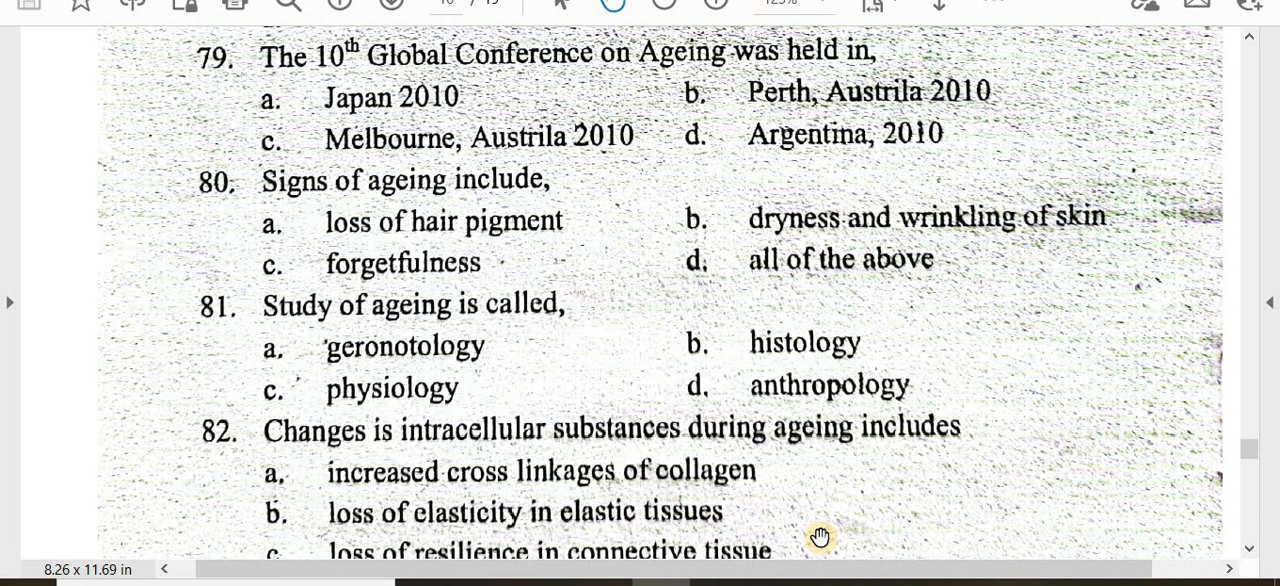 79. The 10th Global Conference on Ageing was held in,
a. Japan 2010 b. Perth, Austrila 2010
c. Melbourne, Austrila 2010 d. Argentina, 2010
80. Signs of ageing include,
a. loss of hair pigment b. dryness and wrinkling of skin
c. forgetfulness d. all of the above
81. Study of ageing is called,
a. geronotology b. histology
c. physiology d. anthropology
82. Changes is intracellular substances during ageing includes
a. increased cross linkages of collagen
b. loss of elasticity in elastic tissues
c. loss of resilience in connective tissue
8.26 x 11.69 in